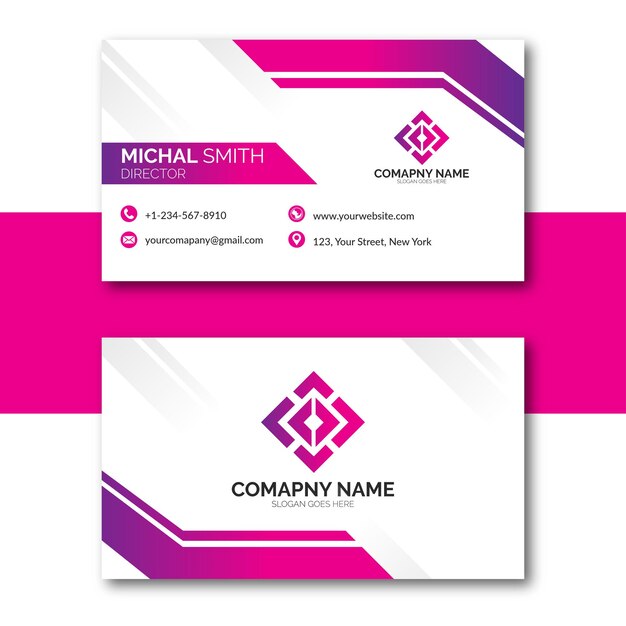 MICHAL SMITH
DIRECTOR
COMAPNY NAME
SLOGAN GOES HERE
+1-234-567-8910
www.yourwebsite.com
yourcomapany@gmail.com
123, Your Street, New York
COMAPNY NAME
SLOGAN GOES HERE